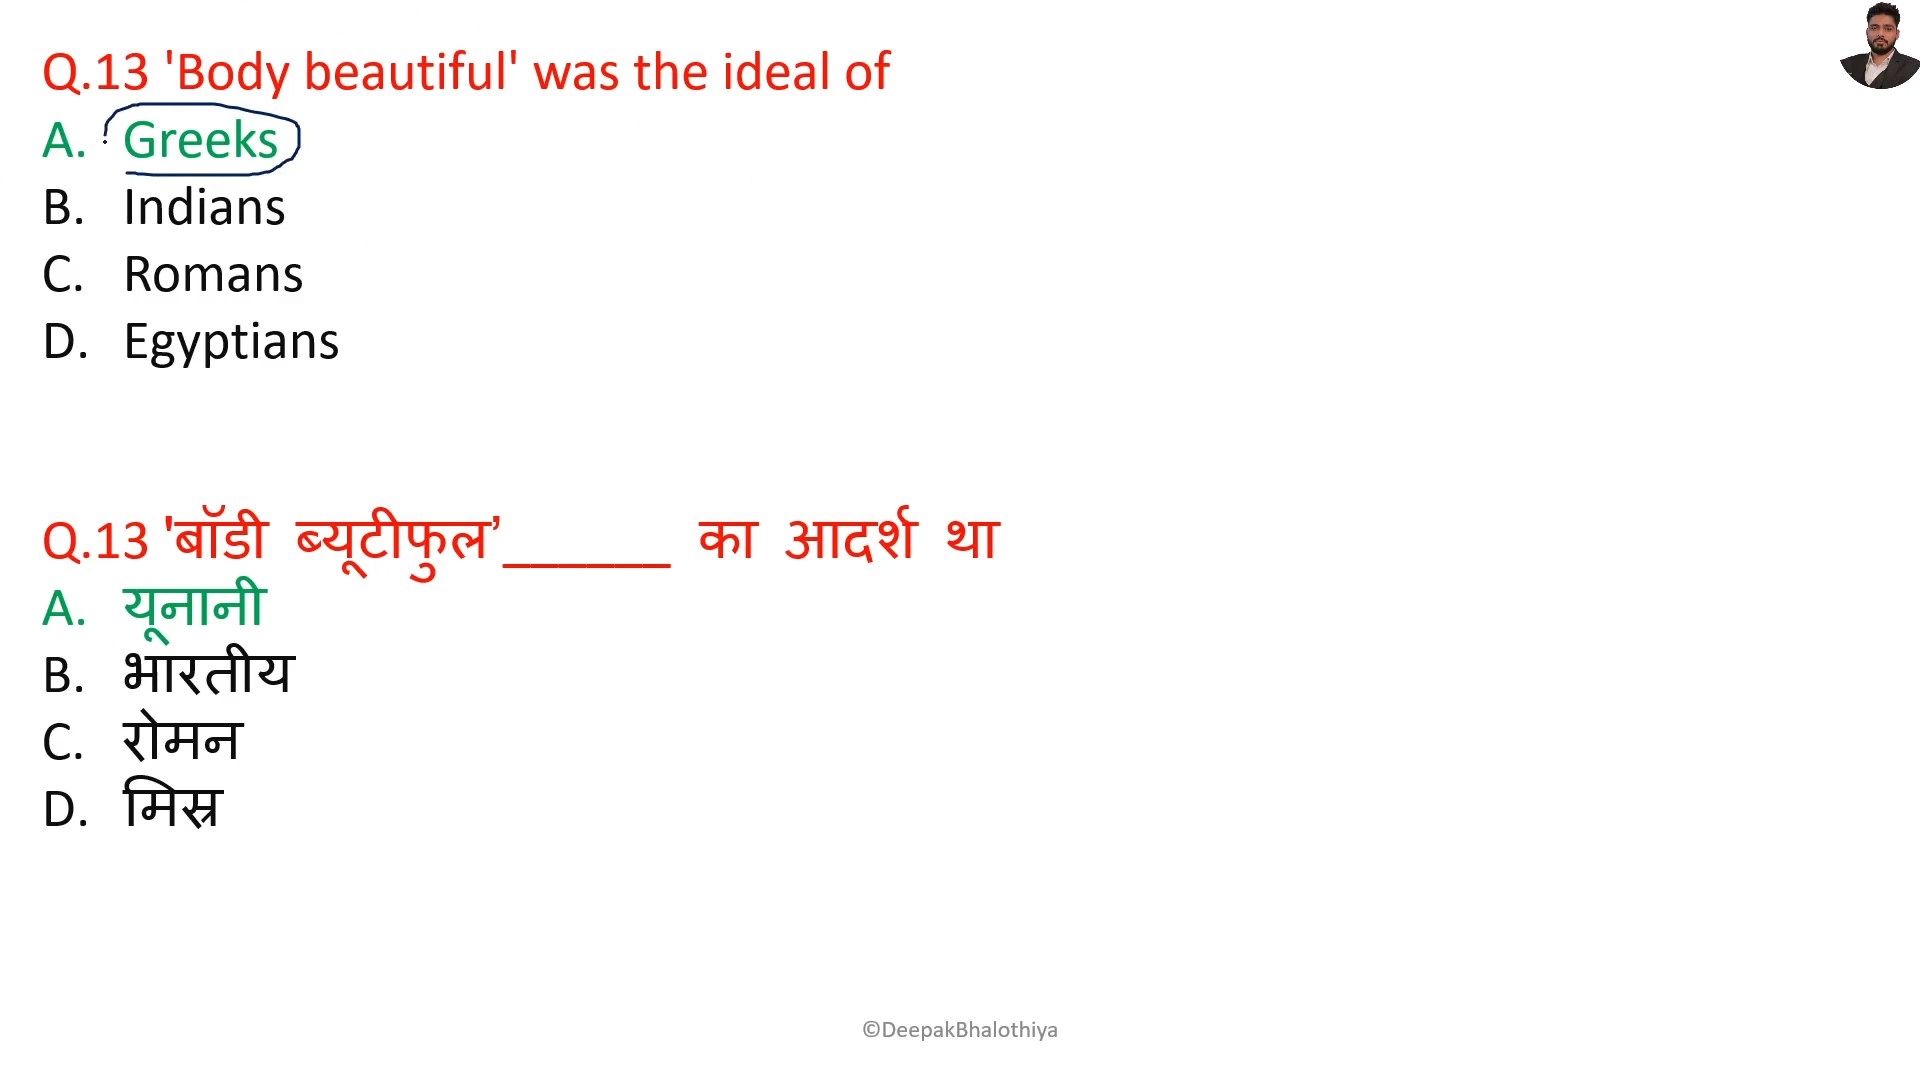 Q.13 'Body beautiful' was the ideal of
A. Greeks
B. Indians
C. Romans
D. Egyptians
Q.13 'बॉडी ब्यूटीफुल’______ का आदर्श था
A. यूनानी
B. भारतीय
C. रोमन
D. मिस्र
©DeepakBhalothiya